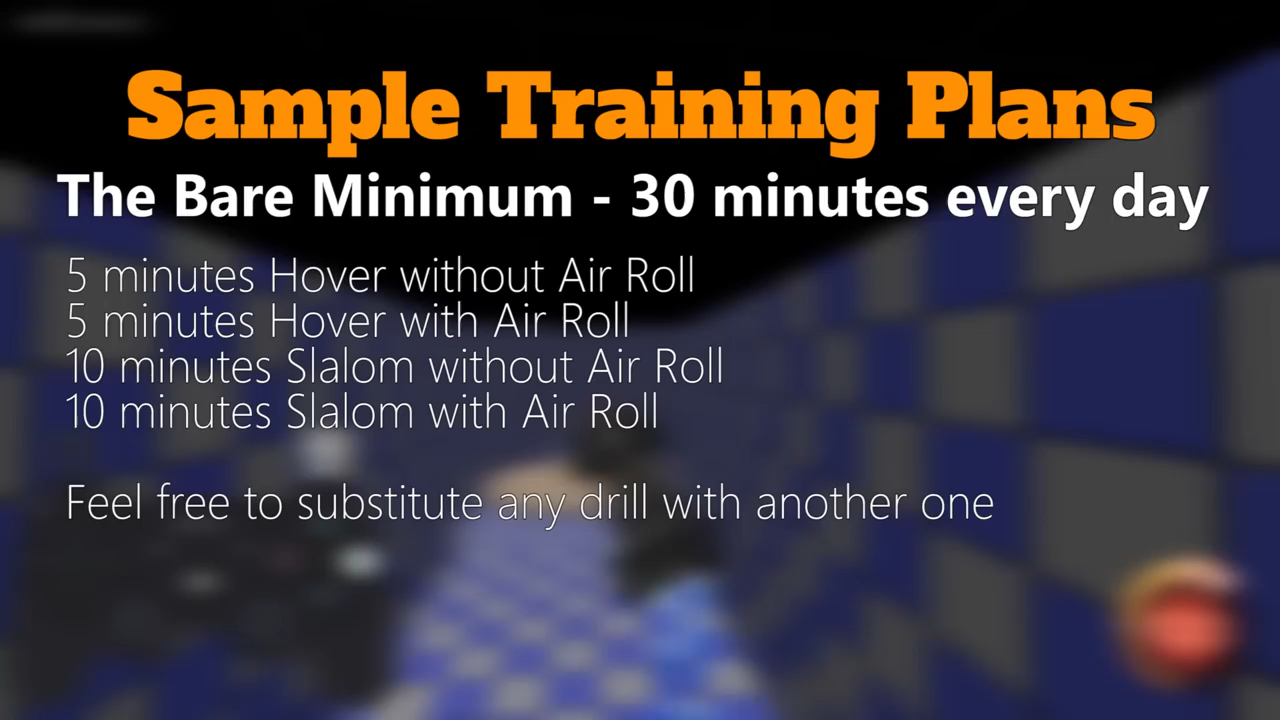 Sample Training Plans
The Bare Minimum - 30 minutes every day
5 minutes Hover without Air Roll
5 minutes Hover with Air Roll
10 minutes Slalom without Air Roll
10 minutes Slalom with Air Roll
Feel free to substitute any drill with another one